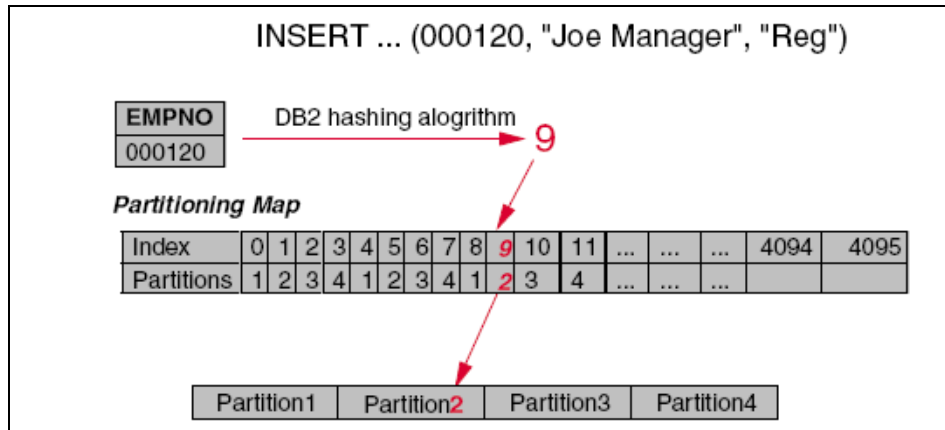 INSERT ... (000120, "Joe Manager", "Reg")
EMPNO
DB2 hashing alogrithm
9
000120
Partitioning Map
Index 0 1 2 3 4 5 6 7 8 9 10 11 ... ... ... 4094 4095
Partitions 1 2 3 4 1 2 3 4 1 2 3 4 ... ... ...
Partition1 Partition2 Partition3 Partition4